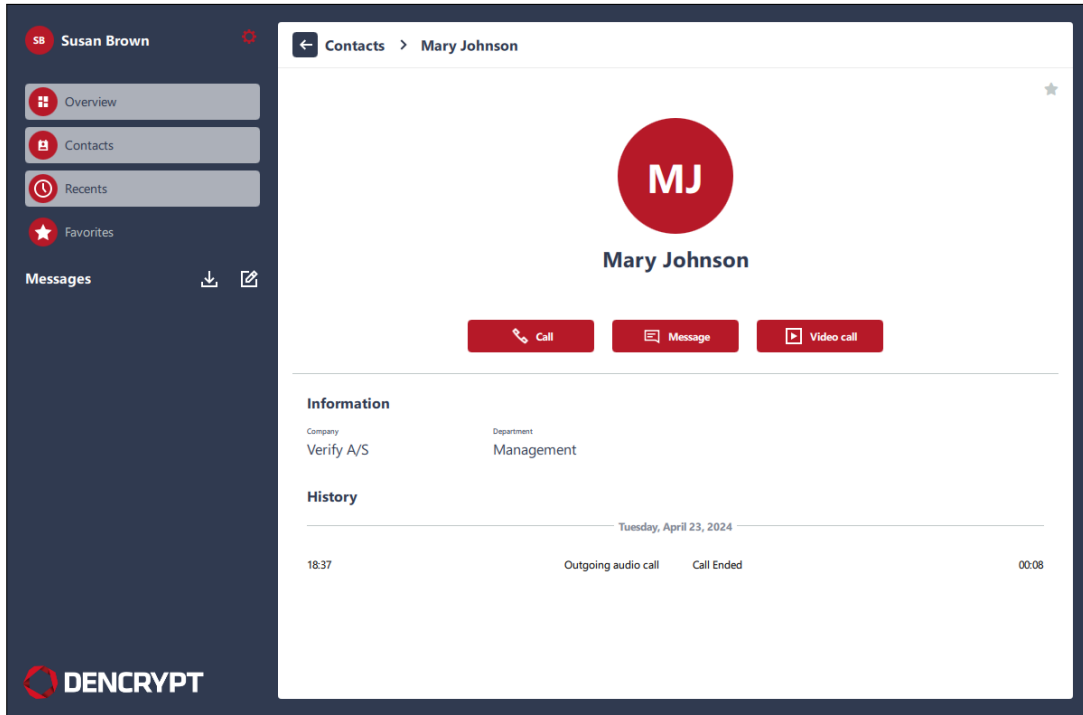 SB Susan Brown
Overview
Contacts
Recents
Favorites
Messages
DENCRYPT
Contacts > Mary Johnson
MJ
Mary Johnson
Call Message Video call
Information
Company Department
Verify A/S Management
History
Tuesday, April 23, 2024
18:37 Outgoing audio call Call Ended 00:08